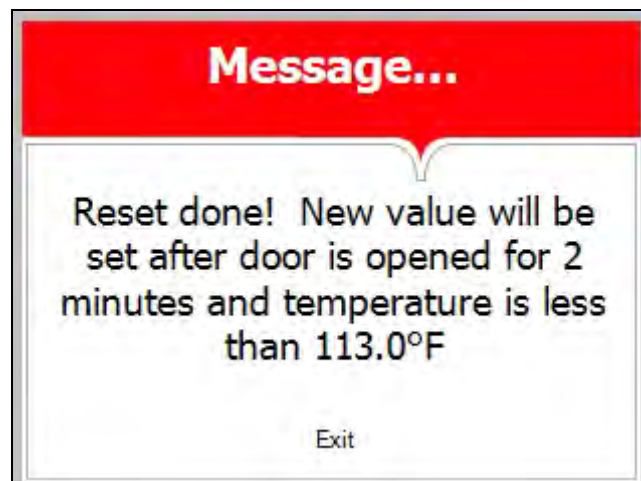 Message...
Reset done!  New value will be
set after door is opened for 2
minutes and temperature is less
than 113.0°F
Exit